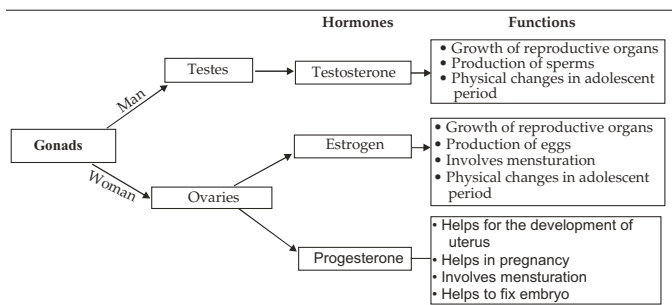 Hormones Functions
Testes
Testosterone
• Growth of reproductive organs
• Production of sperms
• Physical changes in adolescent
period
Man
Gonads
Woman
Ovaries
Estrogen
• Growth of reproductive organs
• Production of eggs
• Involves mensturation
• Physical changes in adolescent
period
Progesterone
• Helps for the development of
uterus
• Helps in pregnancy
• Involves mensturation
• Helps to fix embryo